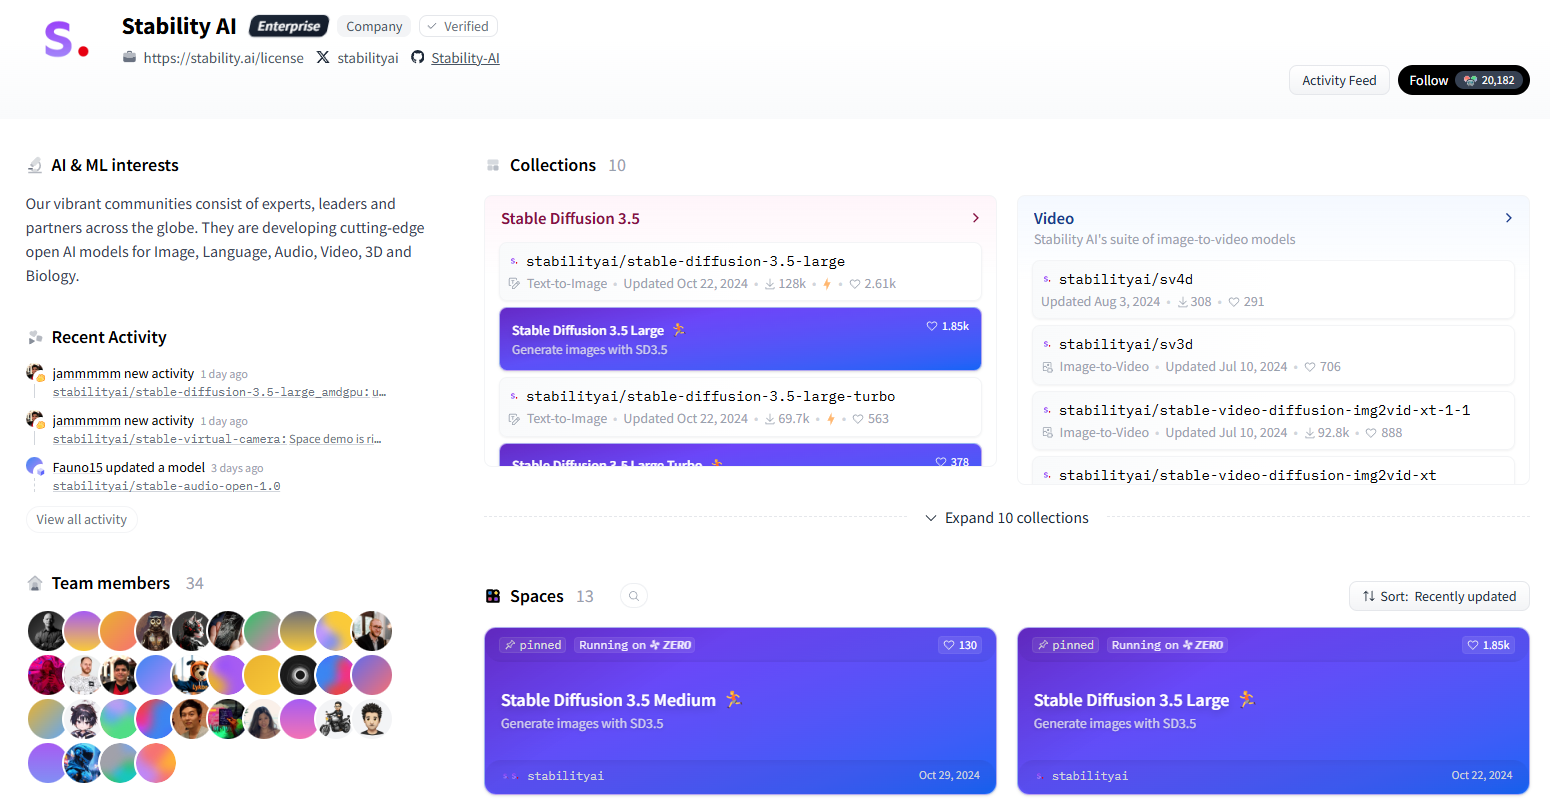 S.
Stability AI Enterprise Company Verified
https://stability.ai/license stabilityai Stability-AI
Activity Feed Follow 20,182
AI & ML interests
Our vibrant communities consist of experts, leaders and
partners across the globe. They are developing cutting-edge
open AI models for Image, Language, Audio, Video, 3D and
Biology.
Recent Activity
jammmmm new activity 1 day ago
stabilityai/stable-diffusion-3.5-large_amdgpu: u…
jammmmm new activity 1 day ago
stabilityai/stable-virtual-camera: Space demo is ri…
Fauno15 updated a model 3 days ago
stabilityai/stable-audio-open-1.0
View all activity
Team members 34
Collections 10
Stable Diffusion 3.5
stabilityai/stable-diffusion-3.5-large
Text-to-Image • Updated Oct 22, 2024 • 128k • • 2.61k
Stable Diffusion 3.5 Large 🏃 1.85k
Generate images with SD3.5
stabilityai/stable-diffusion-3.5-large-turbo
Text-to-Image • Updated Oct 22, 2024 • 69.7k • • 563
Stable Diffusion 3.5 Large Turbo 🏃 378
Video
Stability AI's suite of image-to-video models
stabilityai/sv4d
Updated Aug 3, 2024 • 308 • 291
stabilityai/sv3d
Image-to-Video • Updated Jul 10, 2024 • 706
stabilityai/stable-video-diffusion-img2vid-xt-1-1
Image-to-Video • Updated Jul 10, 2024 • 92.8k • 888
stabilityai/stable-video-diffusion-img2vid-xt
Expand 10 collections
Spaces 13
Sort: Recently updated
pinned Running on ZERO 130
Stable Diffusion 3.5 Medium 🏃
Generate images with SD3.5
stabilityai Oct 29, 2024
pinned Running on ZERO 1.85k
Stable Diffusion 3.5 Large 🏃
Generate images with SD3.5
stabilityai Oct 22, 2024